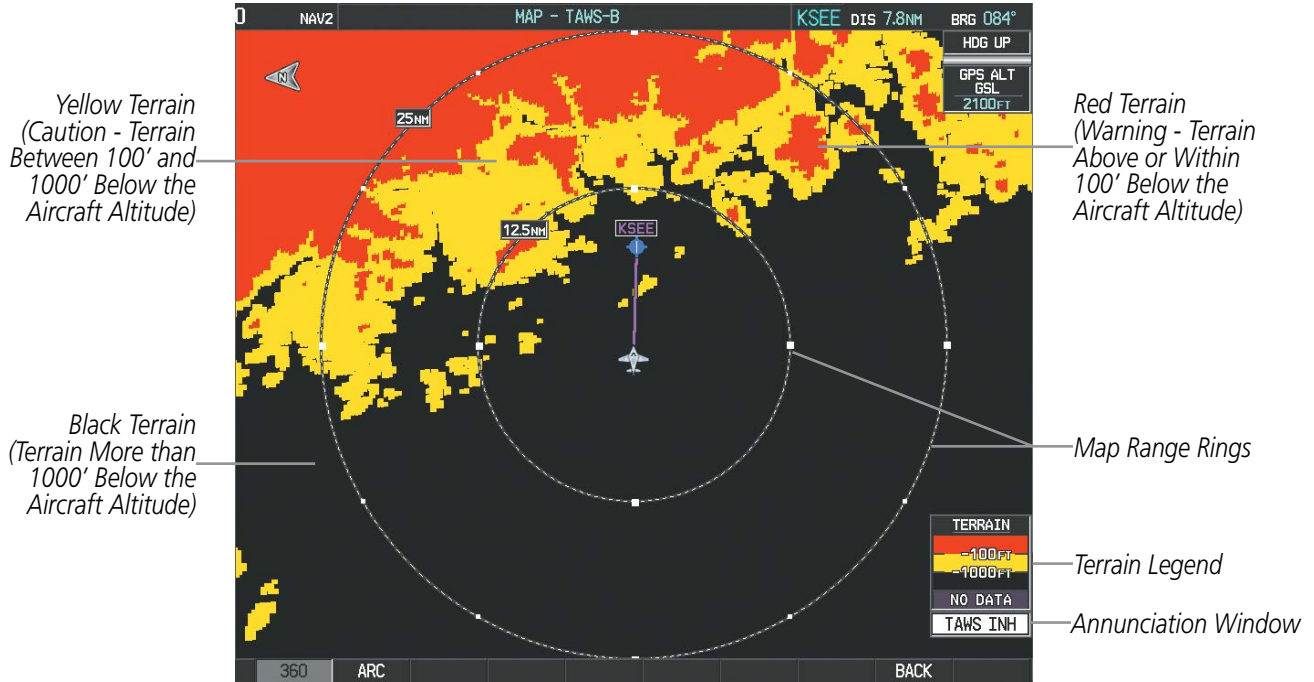 0 NAV2 MAP - TAWS-B KSEE DIS 7.8NM BRG 084°
HDG UP
N
GPS ALT
GSL
2100FT
25NM
12.5NM
KSEE
Yellow Terrain
(Caution - Terrain
Between 100' and
1000' Below the
Aircraft Altitude)
Red Terrain
(Warning - Terrain
Above or Within
100' Below the
Aircraft Altitude)
Black Terrain
(Terrain More than
1000' Below the
Aircraft Altitude)
Map Range Rings
TERRAIN
-100FT
-1000FT
NO DATA
TAWS INH
Terrain Legend
Annunciation Window
360 ARC BACK